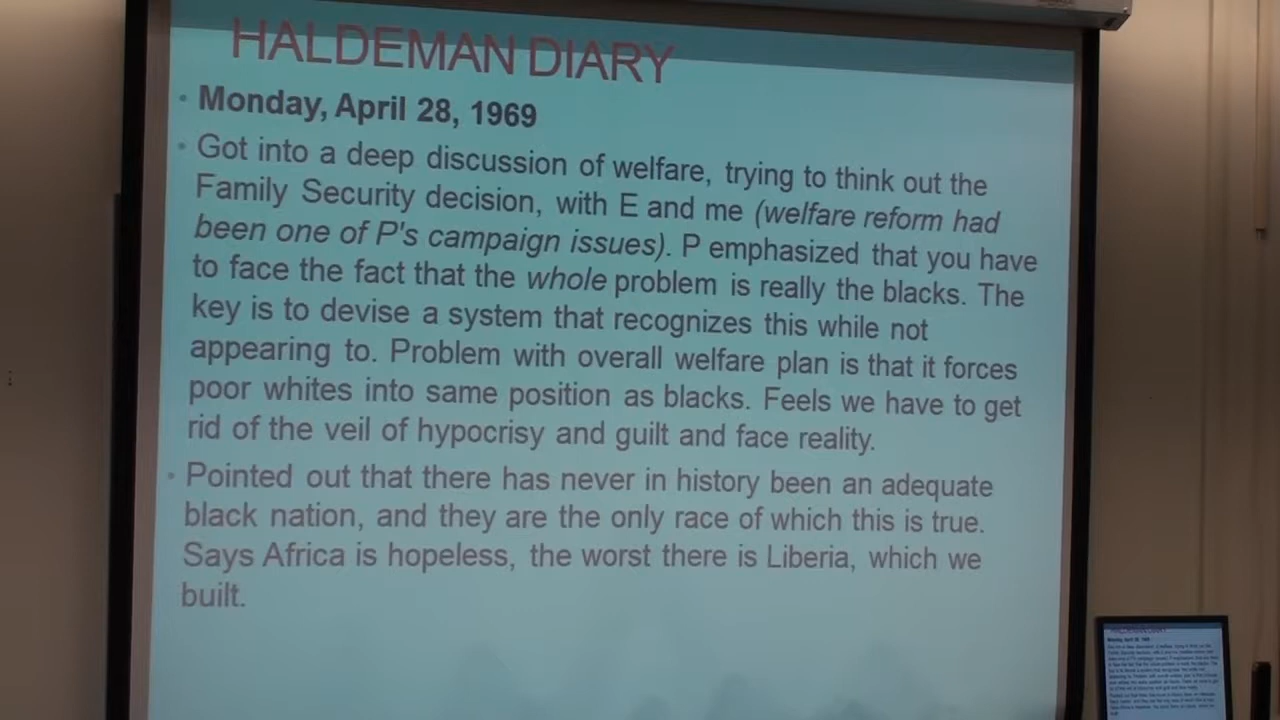 HALDEMAN DIARY
• Monday, April 28, 1969
• Got into a deep discussion of welfare, trying to think out the
Family Security decision, with E and me (welfare reform had
been one of P's campaign issues). P emphasized that you have
to face the fact that the whole problem is really the blacks. The
key is to devise a system that recognizes this while not
appearing to. Problem with overall welfare plan is that it forces
poor whites into same position as blacks. Feels we have to get
rid of the veil of hypocrisy and guilt and face reality.
• Pointed out that there has never in history been an adequate
black nation, and they are the only race of which this is true.
Says Africa is hopeless, the worst there is Liberia, which we
built.